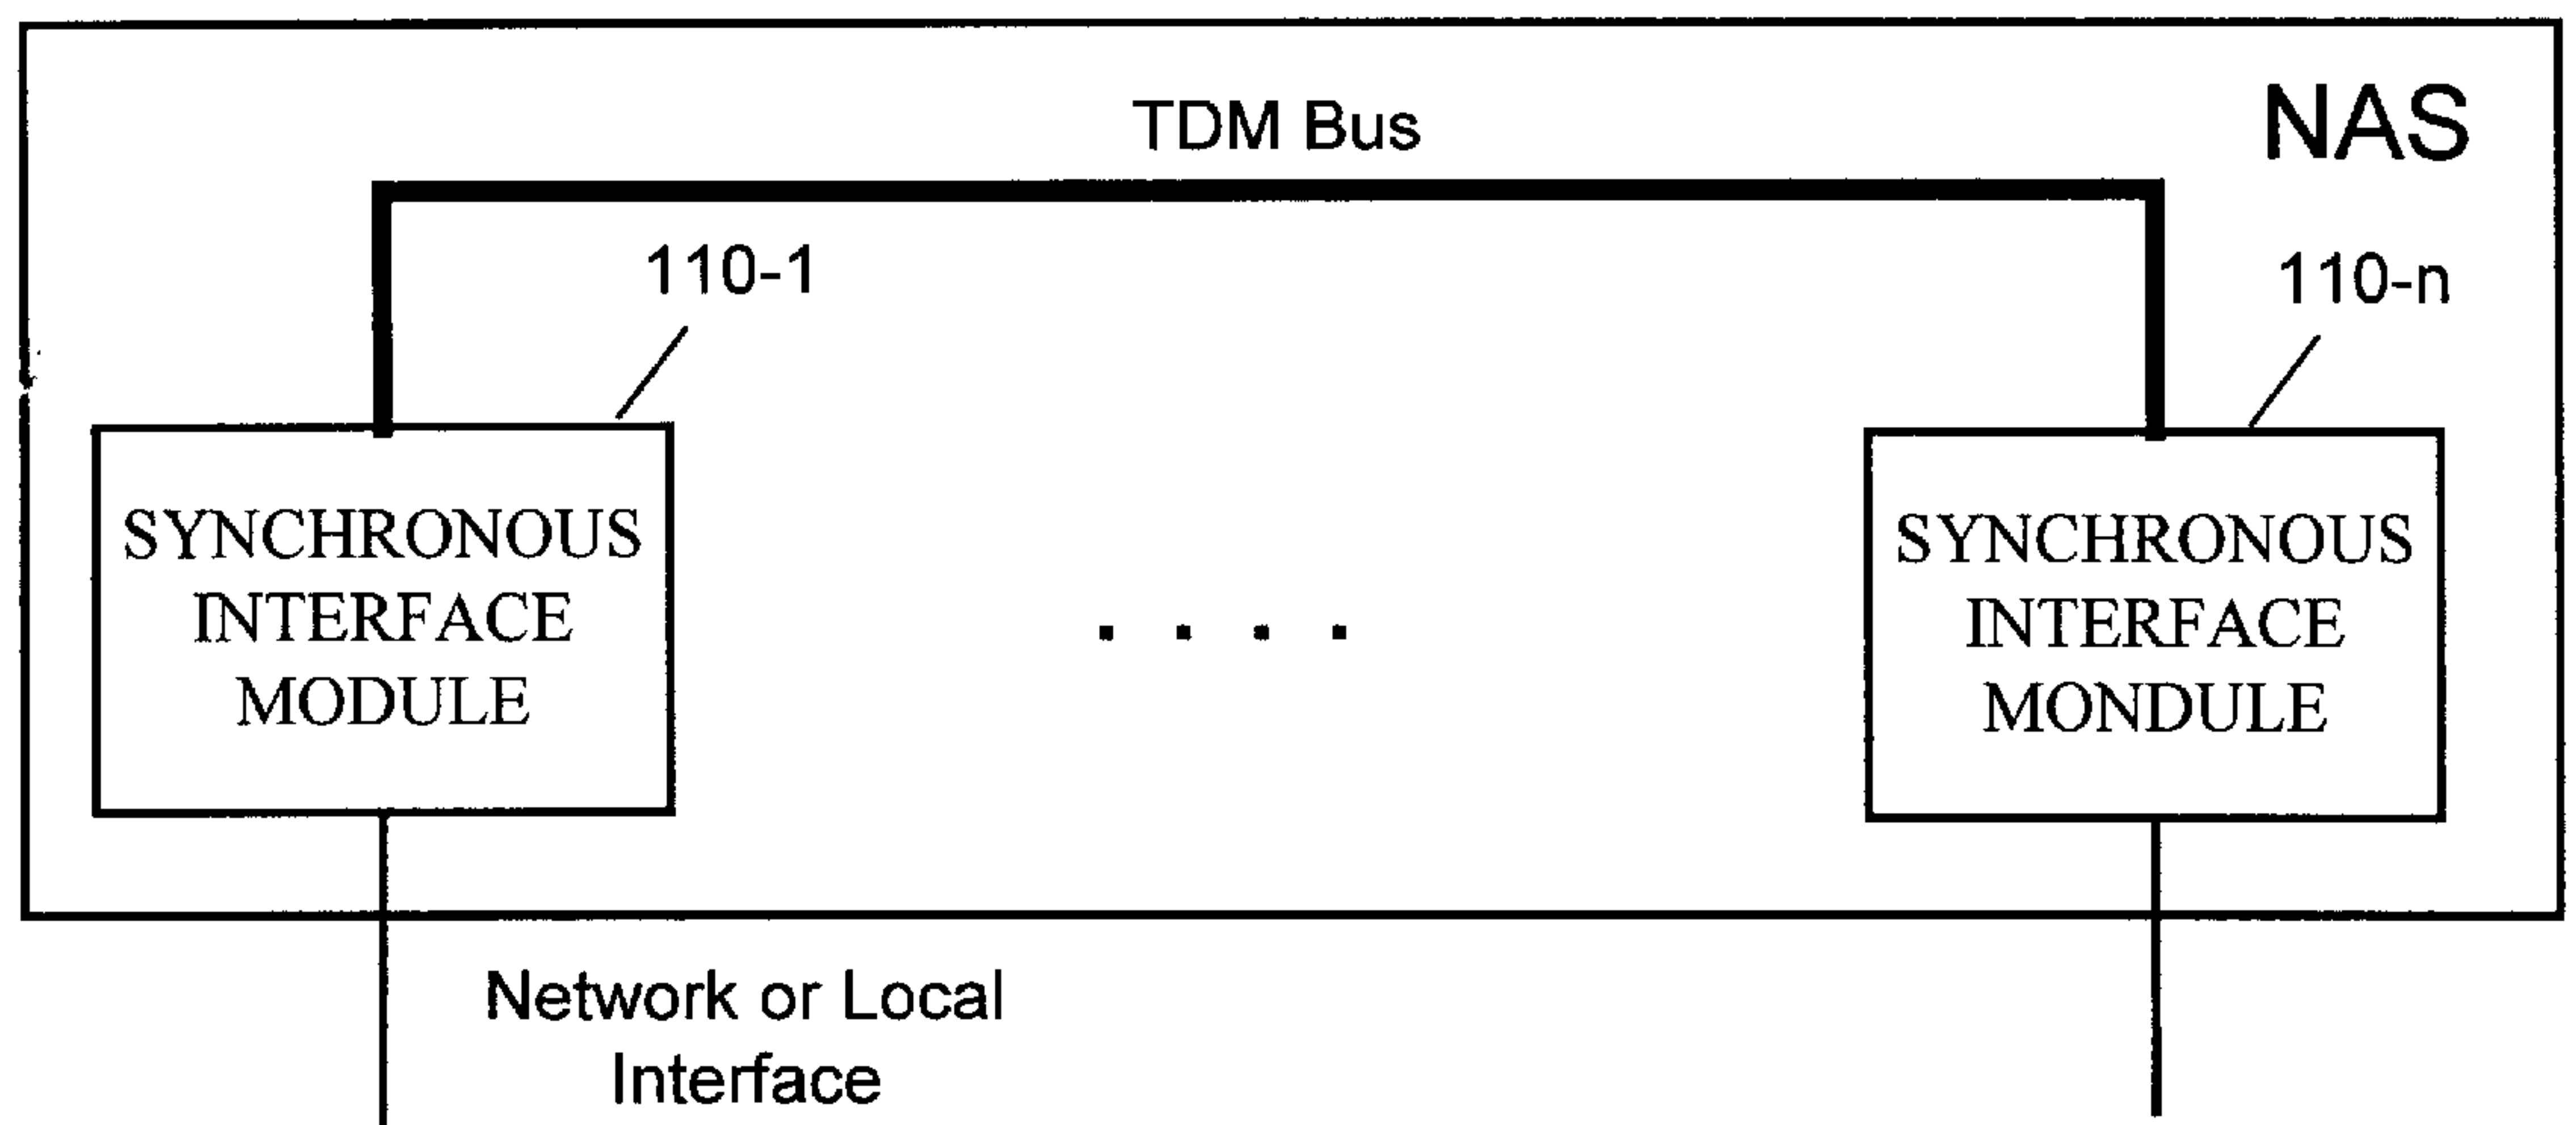 NAS
TDM Bus
110-1
110-n
SYNCHRONOUS
INTERFACE
MODULE
. . . .
SYNCHRONOUS
INTERFACE
MONDULE
Network or Local
Interface